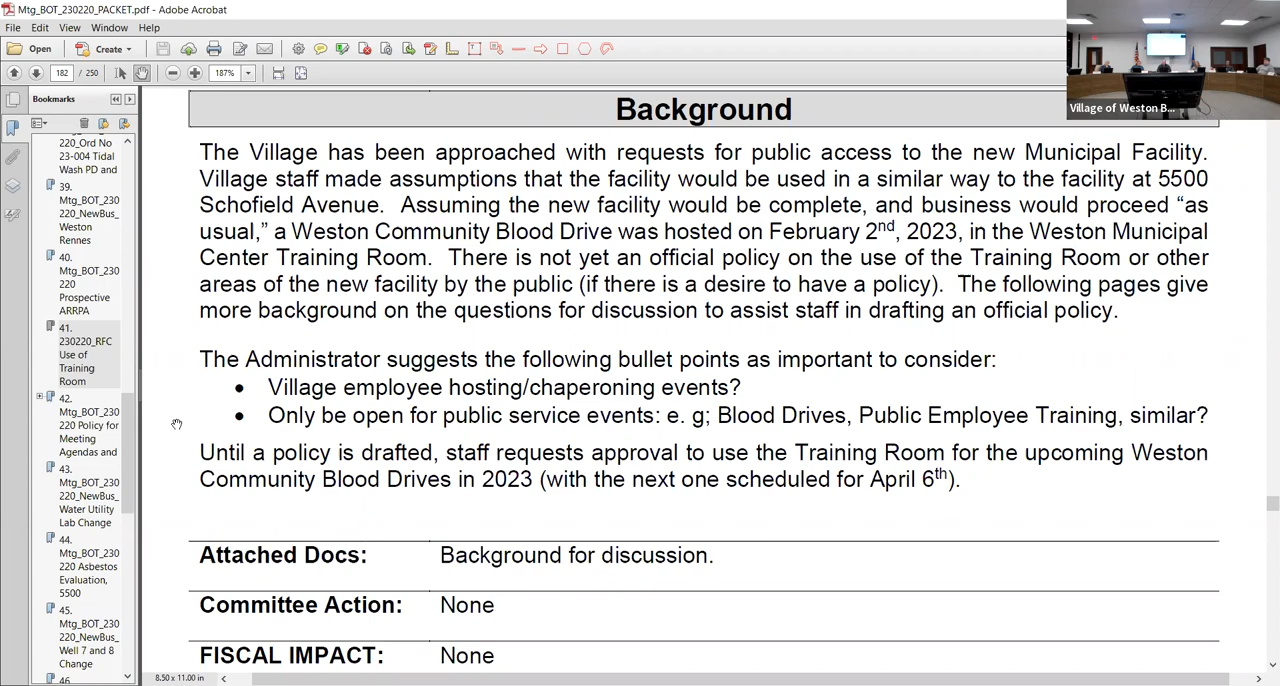 Mtg_BOT_230220_PACKET.pdf - Adobe Acrobat
File Edit View Window Help
Open Create
182 / 250 187%
Bookmarks
220_Ord No
23-004 Tidal
Wash PD and
39.
Mtg_BOT_230
220_NewBus_
Weston
Rennes
40.
Mtg_BOT_230
220
Prospective
ARRPA
41.
230220_RFC
Use of
Training
Room
42.
Mtg_BOT_230
220 Policy for
Meeting
Agendas and
43.
Mtg_BOT_230
220_NewBus_
Water Utility
Lab Change
44.
Mtg_BOT_230
220 Asbestos
Evaluation,
5500
45.
Mtg_BOT_230
220_NewBus_
Well 7 and 8
Change
46
Background
The Village has been approached with requests for public access to the new Municipal Facility.
Village staff made assumptions that the facility would be used in a similar way to the facility at 5500
Schofield Avenue. Assuming the new facility would be complete, and business would proceed “as
usual,” a Weston Community Blood Drive was hosted on February 2nd, 2023, in the Weston Municipal
Center Training Room. There is not yet an official policy on the use of the Training Room or other
areas of the new facility by the public (if there is a desire to have a policy). The following pages give
more background on the questions for discussion to assist staff in drafting an official policy.
The Administrator suggests the following bullet points as important to consider:
• Village employee hosting/chaperoning events?
• Only be open for public service events: e. g; Blood Drives, Public Employee Training, similar?
Until a policy is drafted, staff requests approval to use the Training Room for the upcoming Weston
Community Blood Drives in 2023 (with the next one scheduled for April 6th).
Attached Docs: Background for discussion.
Committee Action: None
FISCAL IMPACT: None
8.50 x 11.00 in
Village of Weston B...